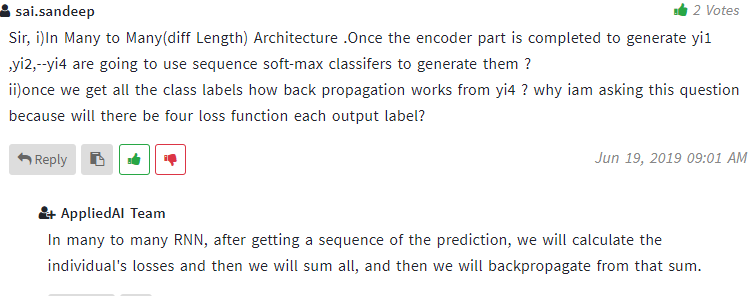 sai.sandeep
2 Votes
Sir, i)In Many to Many(diff Length) Architecture .Once the encoder part is completed to generate yi1
,yi2,--yi4 are going to use sequence soft-max classifers to generate them ?
ii)once we get all the class labels how back propagation works from yi4 ? why iam asking this question
because will there be four loss function each output label?
Reply
Jun 19, 2019 09:01 AM
AppliedAI Team
In many to many RNN, after getting a sequence of the prediction, we will calculate the
individual's losses and then we will sum all, and then we will backpropagate from that sum.